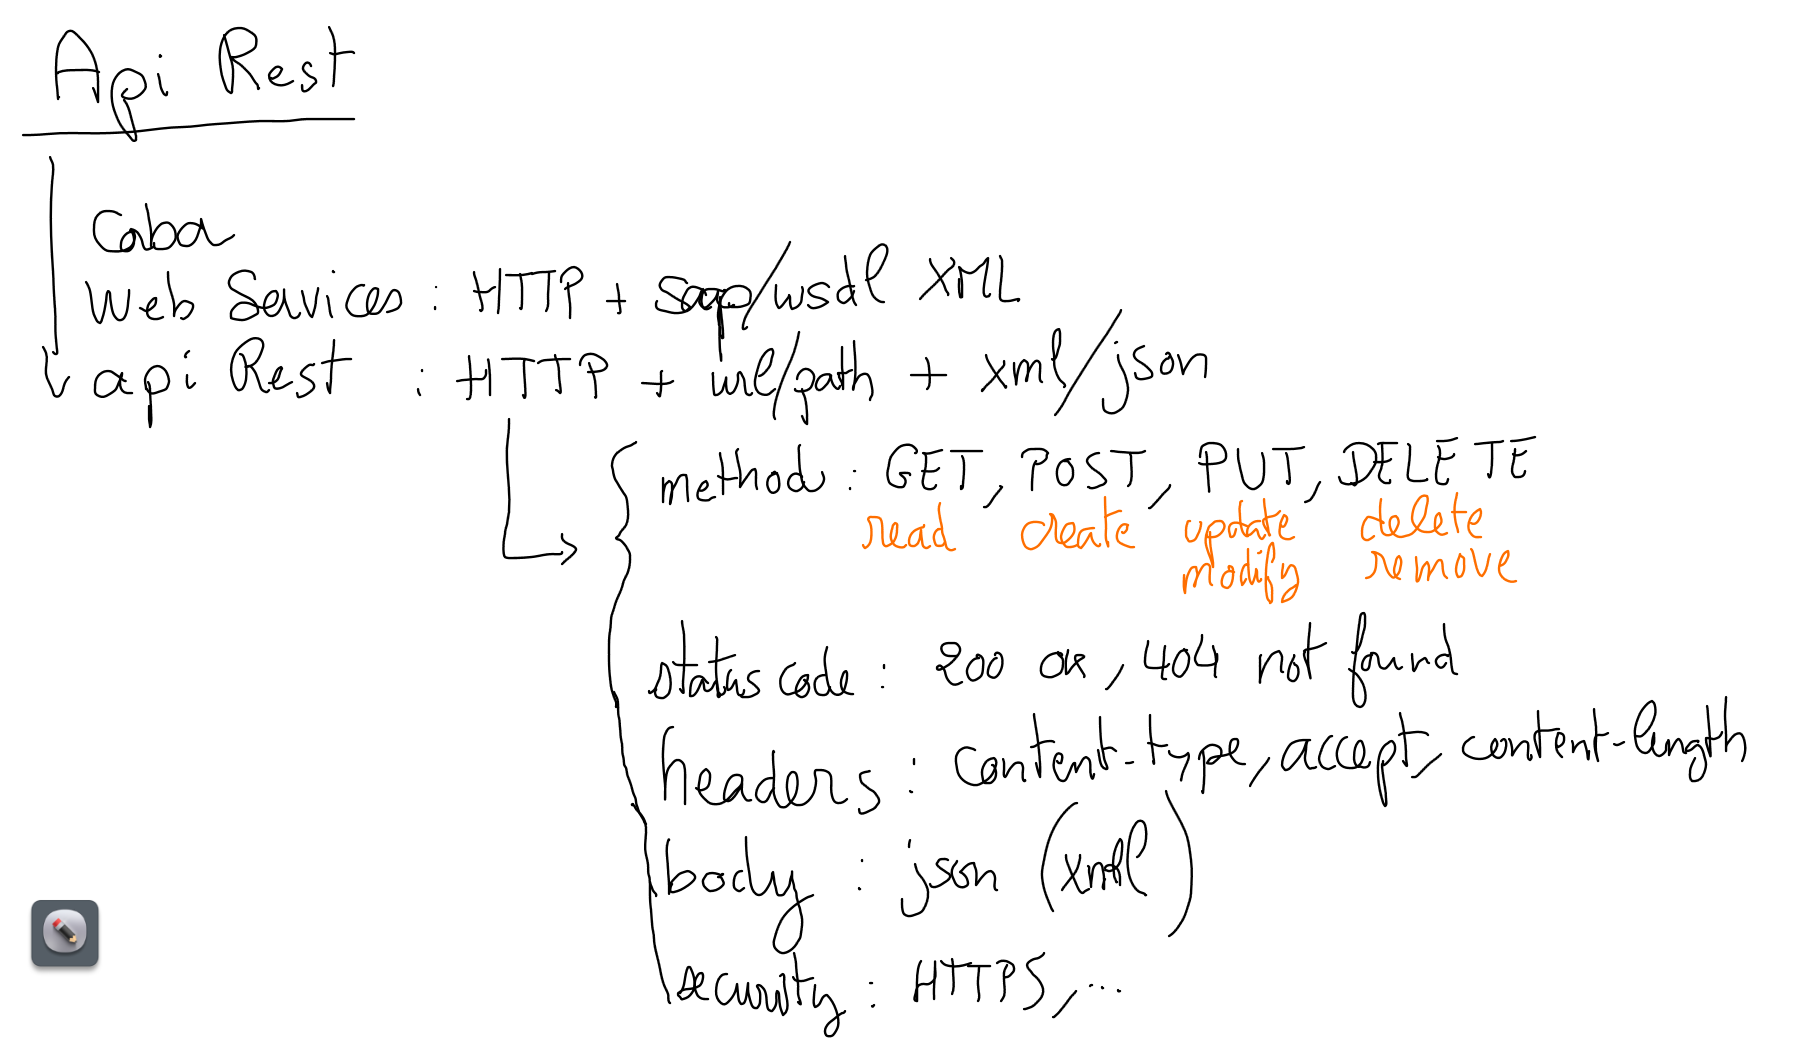 Api Rest
Coba
Web Services : HTTP + soap/wsdl XML
api Rest : HTTP + url/path + xml/json
method : GET, POST, PUT, DELETE
read create update delete
modify remove
status code : 200 ok, 404 not found
headers : content-type, accept, content-length
body : json (xml)
security : HTTPS, ...